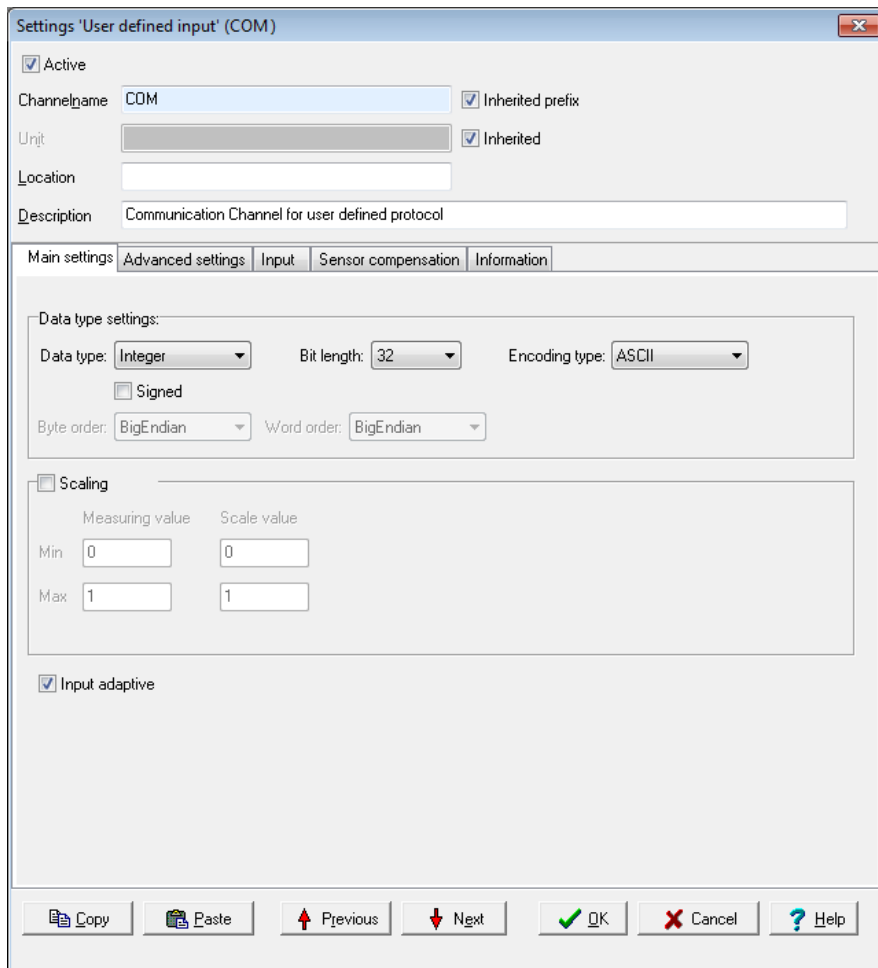 Settings 'User defined input' (COM)
Active
Channelname COM Inherited prefix
Unit Inherited
Location
Description Communication Channel for user defined protocol
Main settings Advanced settings Input Sensor compensation Information
Data type settings:
Data type: Integer Bit length: 32 Encoding type: ASCII
Signed
Byte order: BigEndian Word order: BigEndian
Scaling
Measuring value Scale value
Min 0 0
Max 1 1
Input adaptive
Copy Paste Previous Next OK Cancel Help